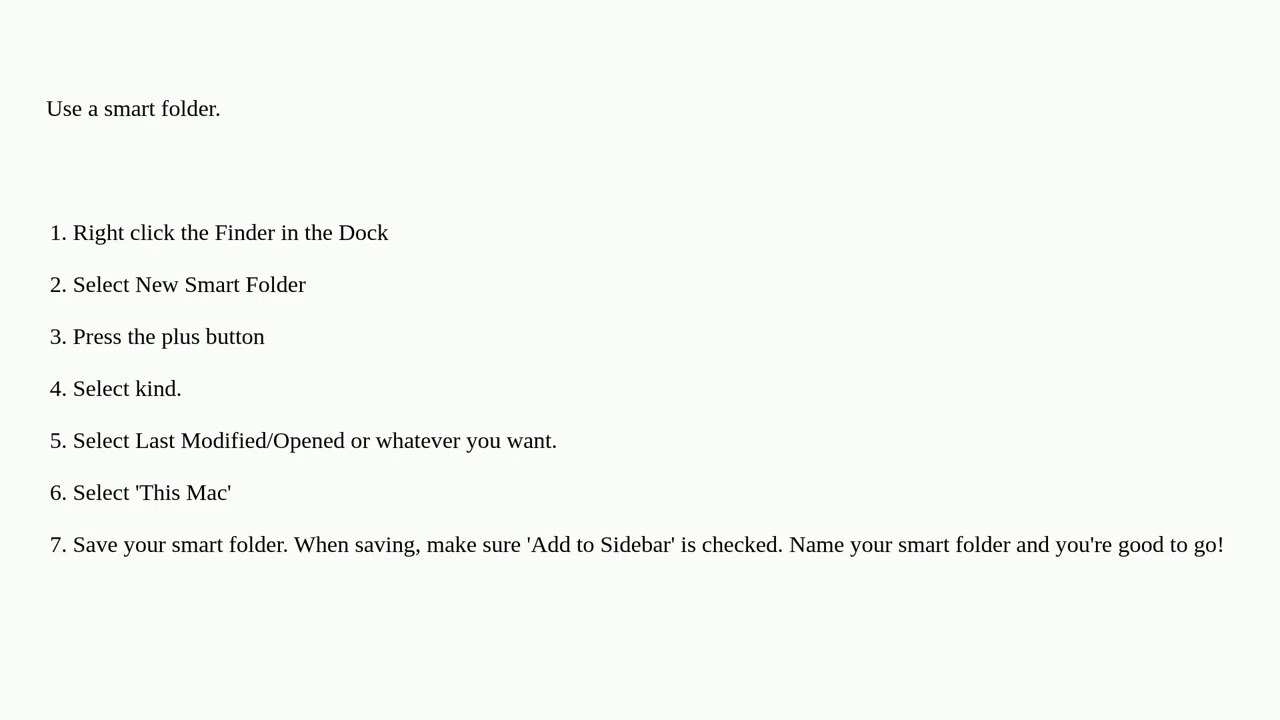 Use a smart folder.
1. Right click the Finder in the Dock
2. Select New Smart Folder
3. Press the plus button
4. Select kind.
5. Select Last Modified/Opened or whatever you want.
6. Select 'This Mac'
7. Save your smart folder. When saving, make sure 'Add to Sidebar' is checked. Name your smart folder and you're good to go!